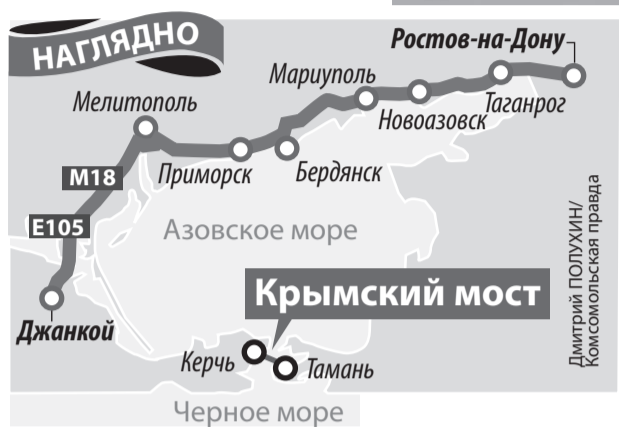 НАГЛЯДНО
Ростов-на-Дону
Мариуполь
Таганрог
Новоазовск
Мелитополь
Приморск
Бердянск
М18
Е105
Азовское море
Джанкой
Крымский мост
Керчь
Тамань
Черное море
Дмитрий ПОЛУХИН/
Комсомольская правда